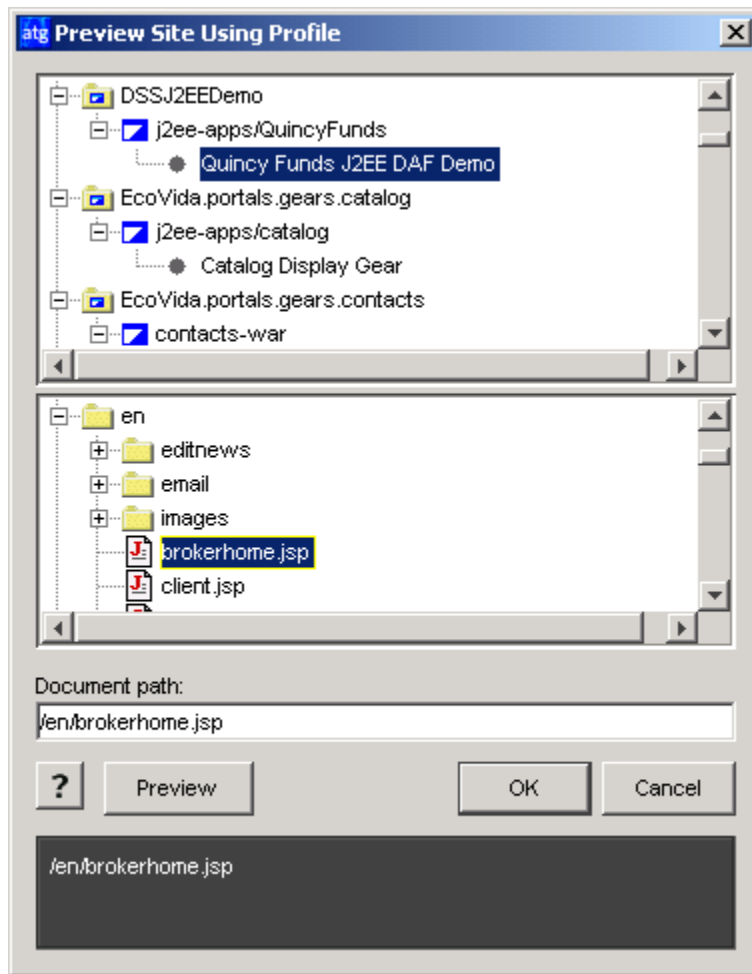 atg Preview Site Using Profile
DSSJ2EEDemo
j2ee-apps/QuincyFunds
Quincy Funds J2EE DAF Demo
EcoVida.portals.gears.catalog
j2ee-apps/catalog
Catalog Display Gear
EcoVida.portals.gears.contacts
contacts-war
en
editnews
email
images
brokerhome.jsp
client.jsp
Document path:
/en/brokerhome.jsp
? Preview OK Cancel
/en/brokerhome.jsp